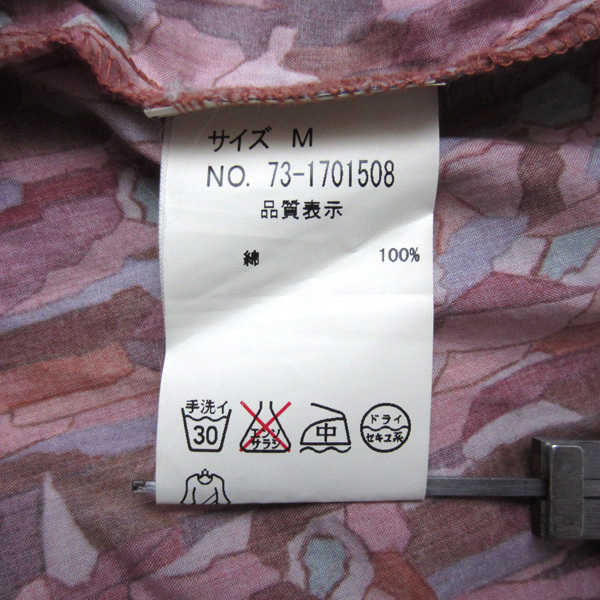 サイズ M
NO. 73-1701508
品質表示
綿 100%
手洗イ
30 エンソ サラシ 中 ドライ セキユ系